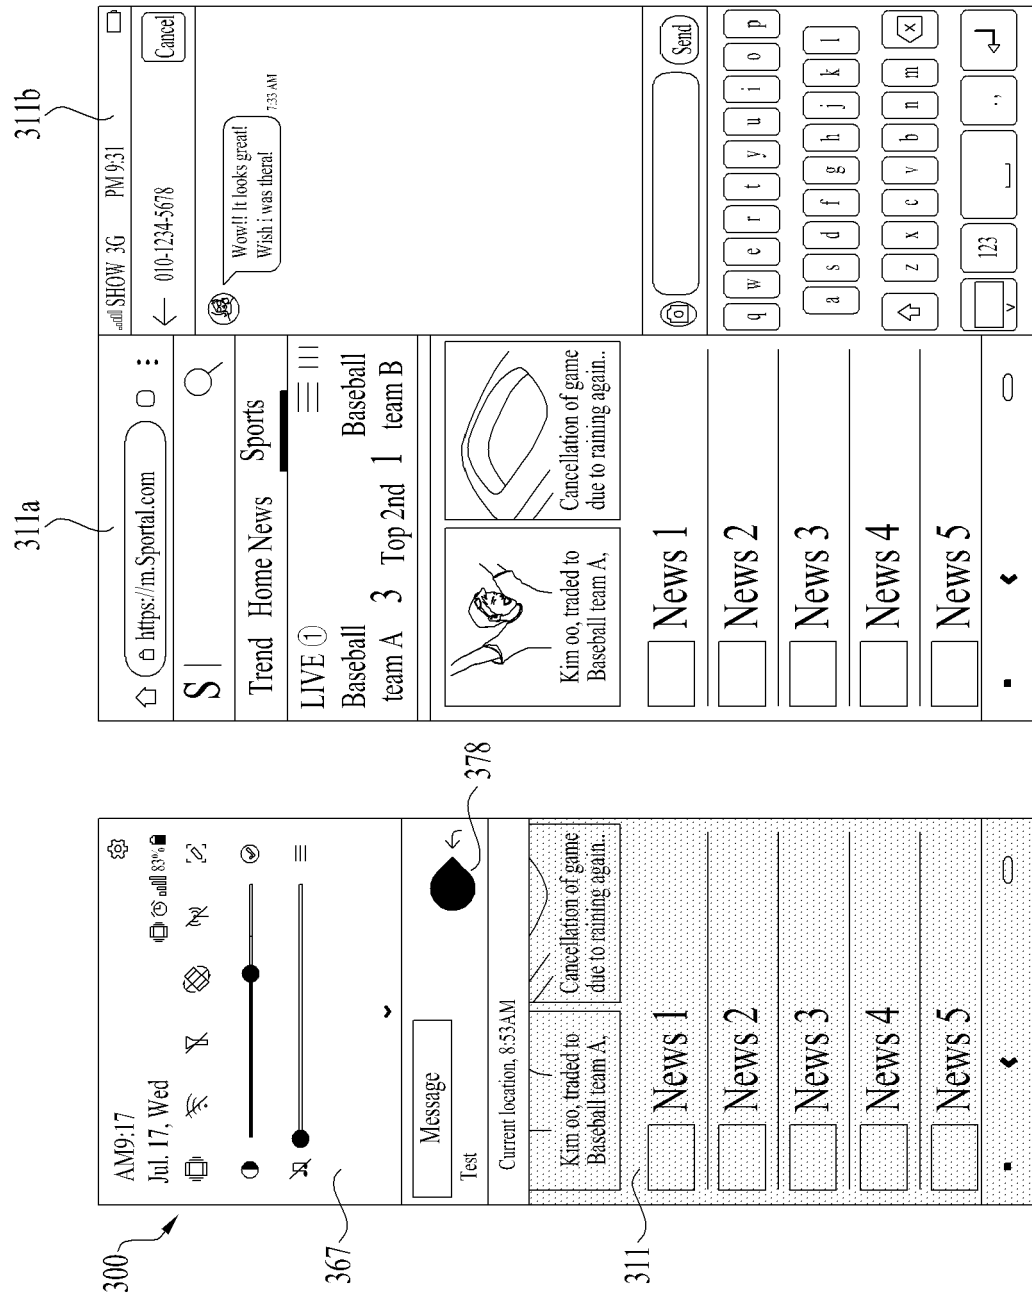 300
AM9:17
Jul. 17, Wed
83%
367
Message
Test
378
Current location, 8:53AM
Kim oo, traded to
Baseball team A,
Cancellation of game
due to raining again..
311
News 1
News 2
News 3
News 4
News 5
311a
https://m.Sportal.com
S
Trend Home News Sports
LIVE 1
Baseball
team A
3
Top 2nd
1
Baseball
team B
Kim oo, traded to
Baseball team A,
Cancellation of game
due to raining again..
News 1
News 2
News 3
News 4
News 5
311b
SHOW 3G PM 9:31
010-1234-5678
Cancel
Wow!! It looks great!
Wish i was thera!
7:33 AM
Send
q w e r t y u i o p
a s d f g h j k l
z x c v b n m x
123 . ,